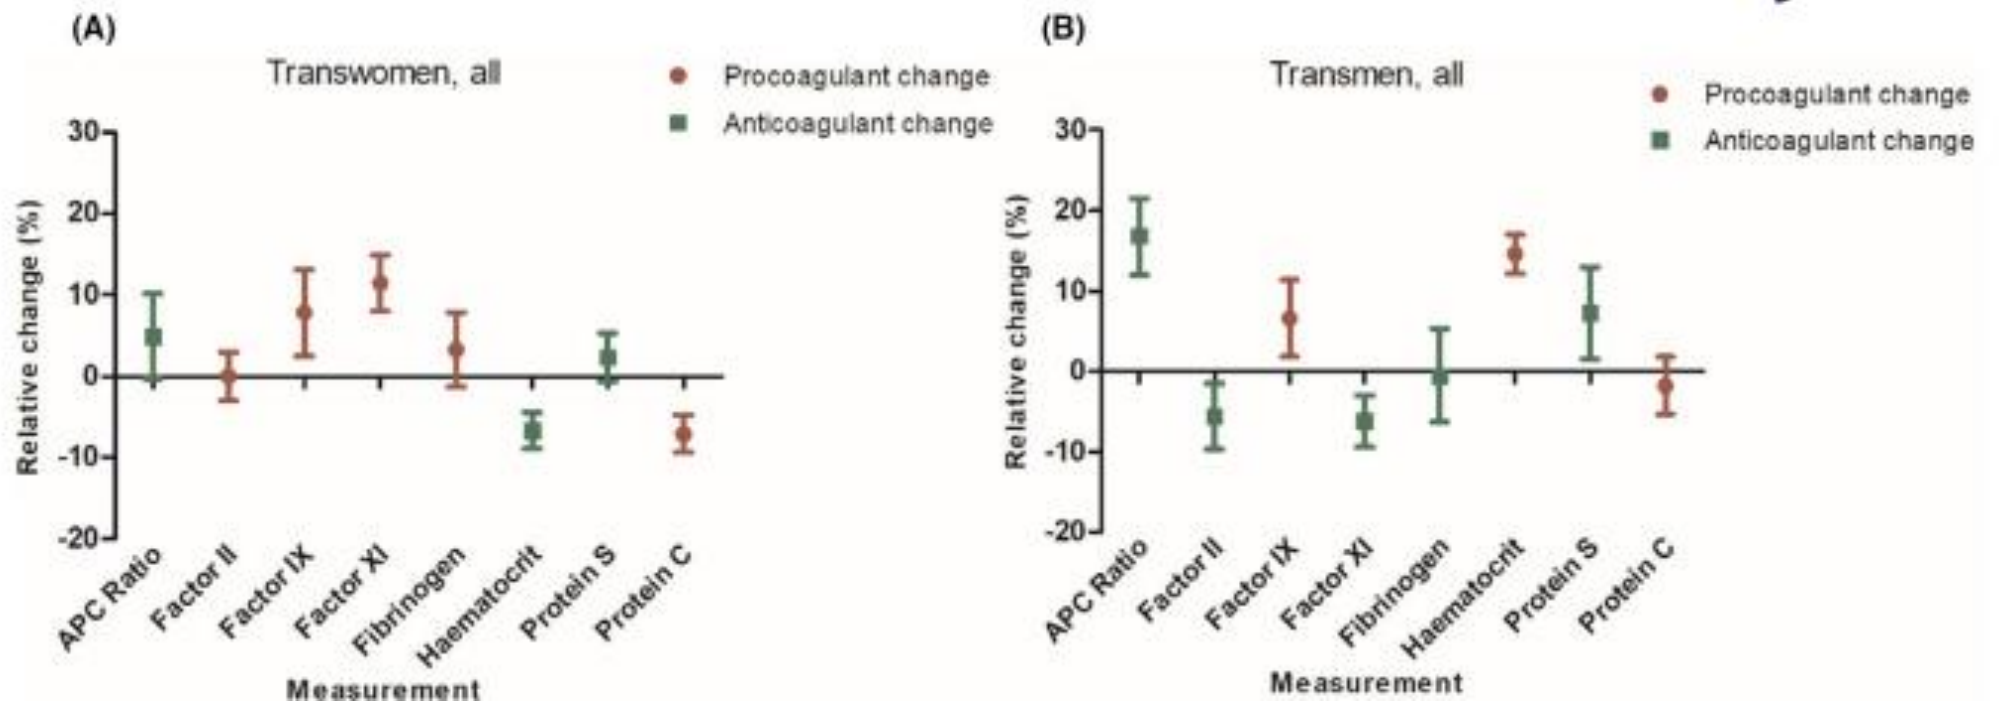 (A)
Transwomen, all
Procoagulant change
Anticoagulant change
Relative change (%)
30
20
10
0
-10
-20
APC Ratio
Factor II
Factor IX
Factor XI
Fibrinogen
Haematocrit
Protein S
Protein C
Measurement
(B)
Transmen, all
Procoagulant change
Anticoagulant change
Relative change (%)
30
20
10
0
-10
-20
APC Ratio
Factor II
Factor IX
Factor XI
Fibrinogen
Haematocrit
Protein S
Protein C
Measurement